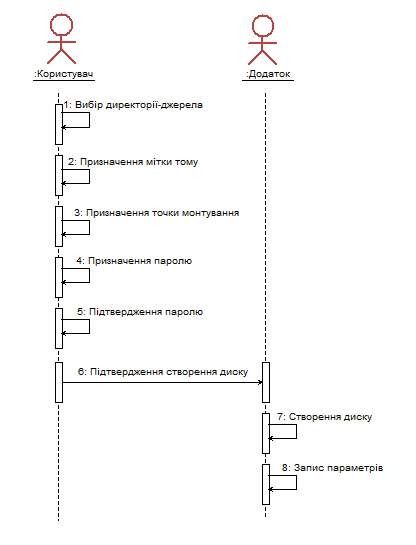 :Користувач
:Додаток
1: Вибір директорії-джерела
2: Призначення мітки тому
3: Призначення точки монтування
4: Призначення паролю
5: Підтвердження паролю
6: Підтвердження створення диску
7: Створення диску
8: Запис параметрів